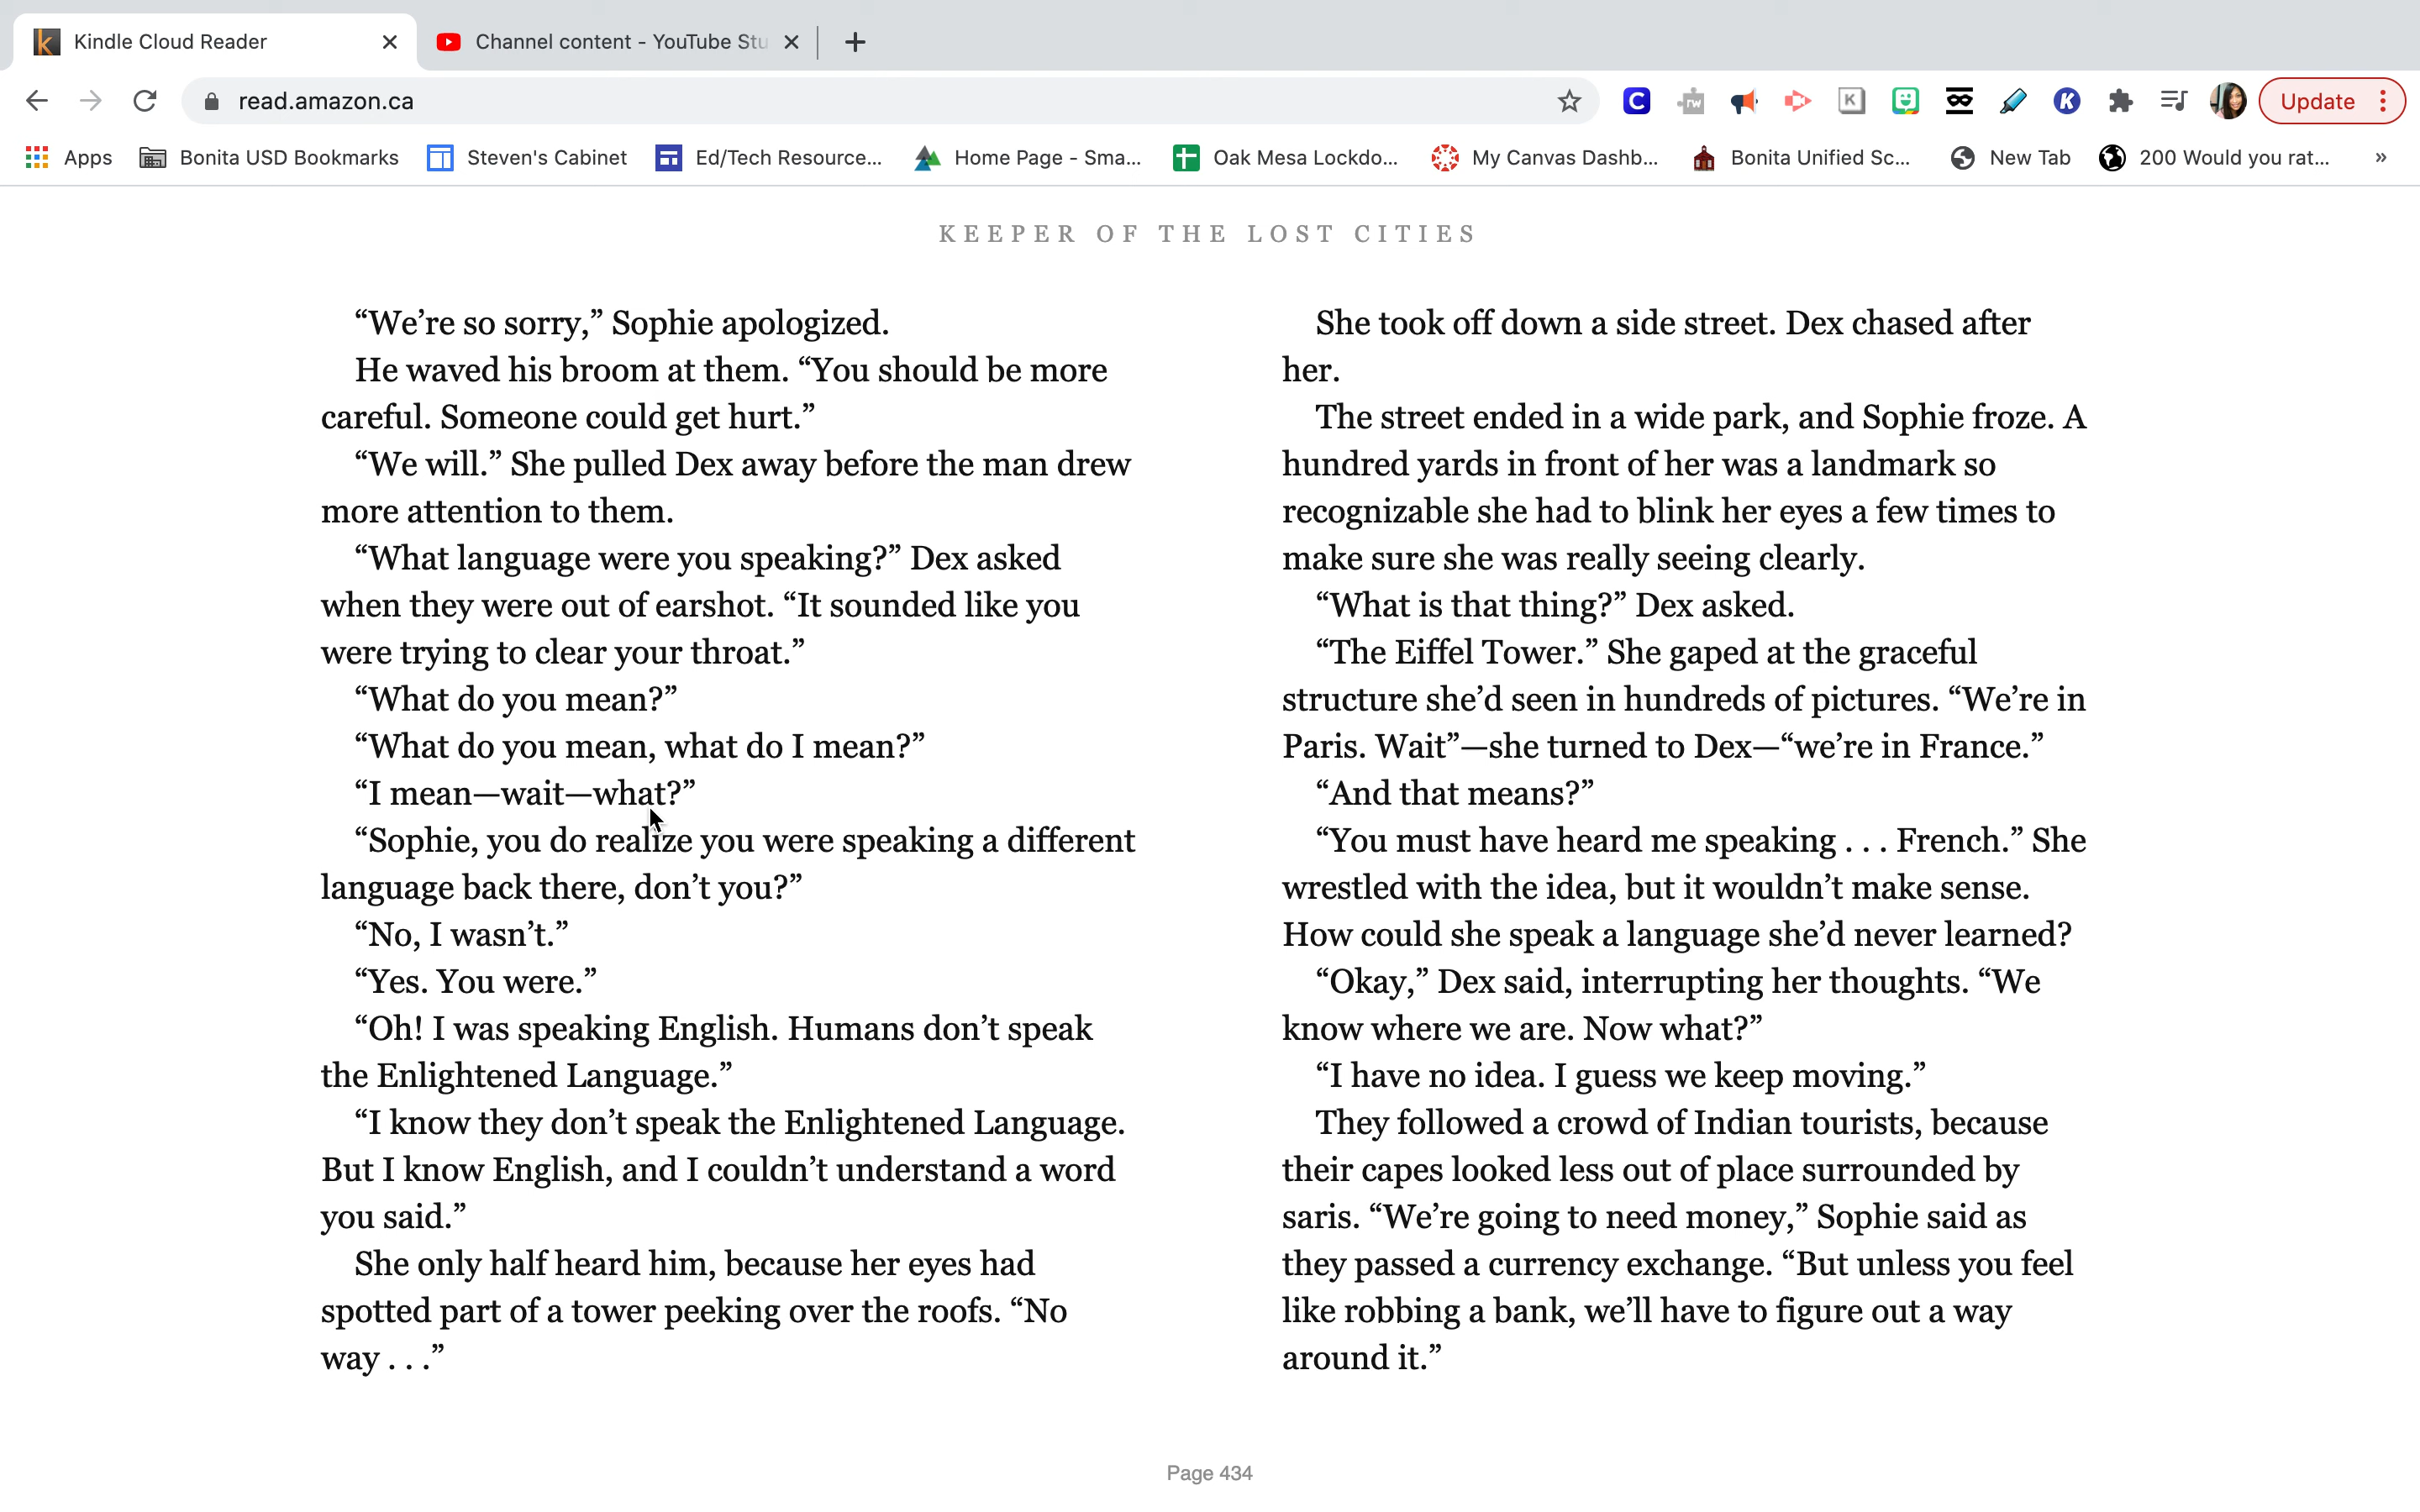 Kindle Cloud Reader
Channel content - YouTube Stu
read.amazon.ca
Update
Apps
Bonita USD Bookmarks
Steven's Cabinet
Ed/Tech Resource...
Home Page - Sma...
Oak Mesa Lockdo...
My Canvas Dashb...
Bonita Unified Sc...
New Tab
200 Would you rat...
»
KEEPER OF THE LOST CITIES
“We’re so sorry,” Sophie apologized.
He waved his broom at them. “You should be more
careful. Someone could get hurt.”
“We will.” She pulled Dex away before the man drew
more attention to them.
“What language were you speaking?” Dex asked
when they were out of earshot. “It sounded like you
were trying to clear your throat.”
“What do you mean?”
“What do you mean, what do I mean?”
“I mean—wait—what?”
“Sophie, you do realize you were speaking a different
language back there, don’t you?”
“No, I wasn’t.”
“Yes. You were.”
“Oh! I was speaking English. Humans don’t speak
the Enlightened Language.”
“I know they don’t speak the Enlightened Language.
But I know English, and I couldn’t understand a word
you said.”
She only half heard him, because her eyes had
spotted part of a tower peeking over the roofs. “No
way . . .”
She took off down a side street. Dex chased after
her.
The street ended in a wide park, and Sophie froze. A
hundred yards in front of her was a landmark so
recognizable she had to blink her eyes a few times to
make sure she was really seeing clearly.
“What is that thing?” Dex asked.
“The Eiffel Tower.” She gaped at the graceful
structure she’d seen in hundreds of pictures. “We’re in
Paris. Wait”—she turned to Dex—“we’re in France.”
“And that means?”
“You must have heard me speaking . . . French.” She
wrestled with the idea, but it wouldn’t make sense.
How could she speak a language she’d never learned?
“Okay,” Dex said, interrupting her thoughts. “We
know where we are. Now what?”
“I have no idea. I guess we keep moving.”
They followed a crowd of Indian tourists, because
their capes looked less out of place surrounded by
saris. “We’re going to need money,” Sophie said as
they passed a currency exchange. “But unless you feel
like robbing a bank, we’ll have to figure out a way
around it.”
Page 434